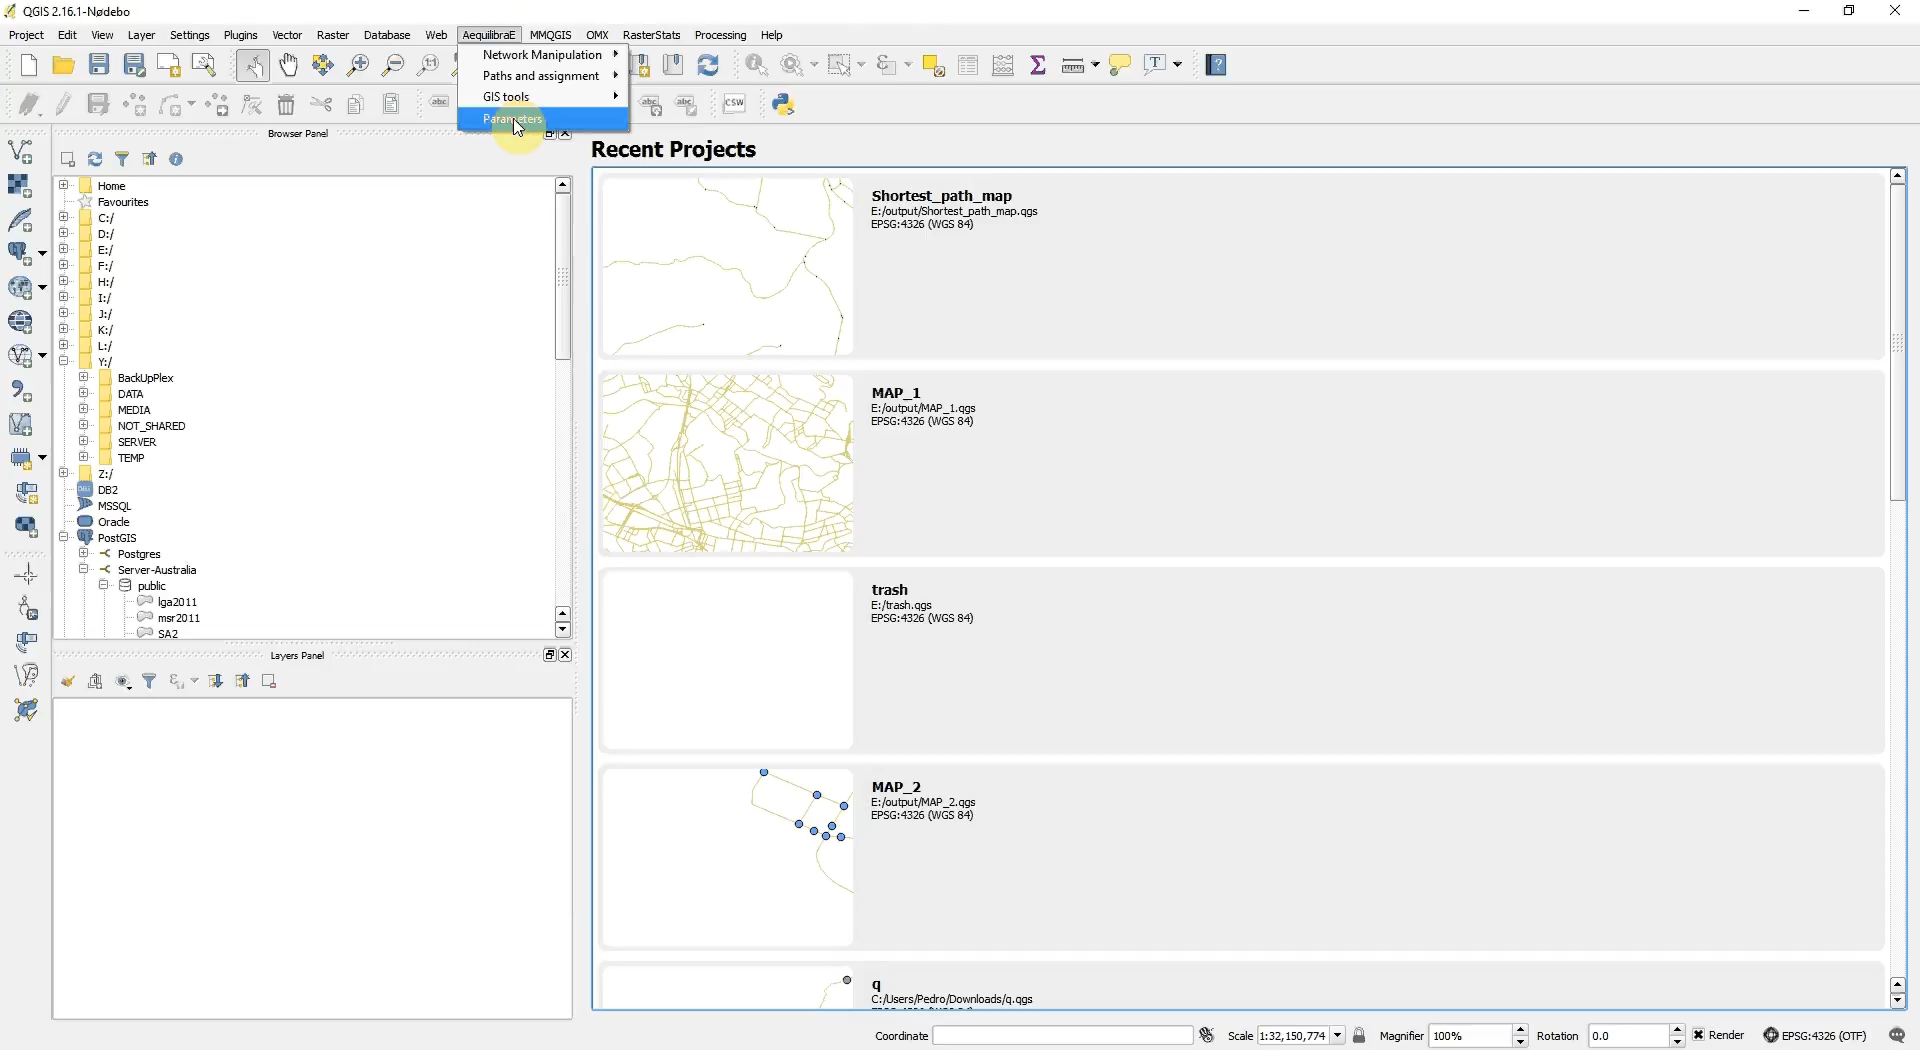 QGIS 2.16.1-Nødebo
Project Edit View Layer Settings Plugins Vector Raster Database Web AequilibraE MMQGIS OMX RasterStats Processing Help
Network Manipulation
Paths and assignment
GIS tools
Parameters
abc abc abc CSW
Browser Panel
Home
Favourites
C:/
D:/
E:/
F:/
H:/
I:/
J:/
K:/
L:/
Y:/
BackUpPlex
DATA
MEDIA
NOT_SHARED
SERVER
TEMP
Z:/
DB2
MSSQL
Oracle
PostGIS
Postgres
Server-Australia
public
lga2011
msr2011
SA2
Layers Panel
Recent Projects
Shortest_path_map
E:/output/Shortest_path_map.qgs
EPSG:4326 (WGS 84)
MAP_1
E:/output/MAP_1.qgs
EPSG:4326 (WGS 84)
trash
E:/trash.qgs
EPSG:4326 (WGS 84)
MAP_2
E:/output/MAP_2.qgs
EPSG:4326 (WGS 84)
q
C:/Users/Pedro/Downloads/q.qgs
Coordinate Scale 1:32,150,774 Magnifier 100% Rotation 0.0 Render EPSG:4326 (OTF)